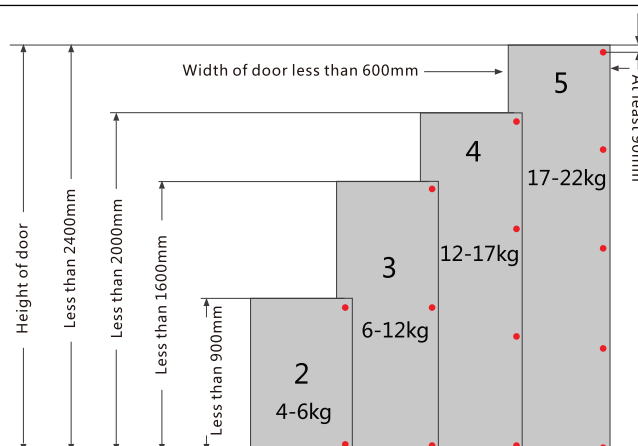 Width of door less than 600mm
5
17-22kg
4
12-17kg
3
6-12kg
2
4-6kg
Height of door
Less than 2400mm
Less than 2000mm
Less than 1600mm
Less than 900mm
At least